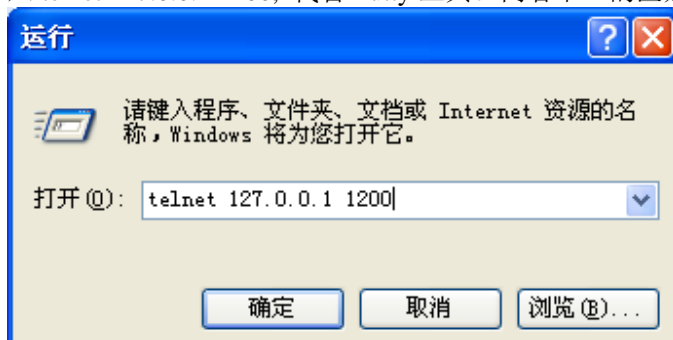 运行
请键入程序、文件夹、文档或 Internet 资源的名
称，Windows 将为您打开它。
打开(O): telnet 127.0.0.1 1200
确定 取消 浏览(B)...